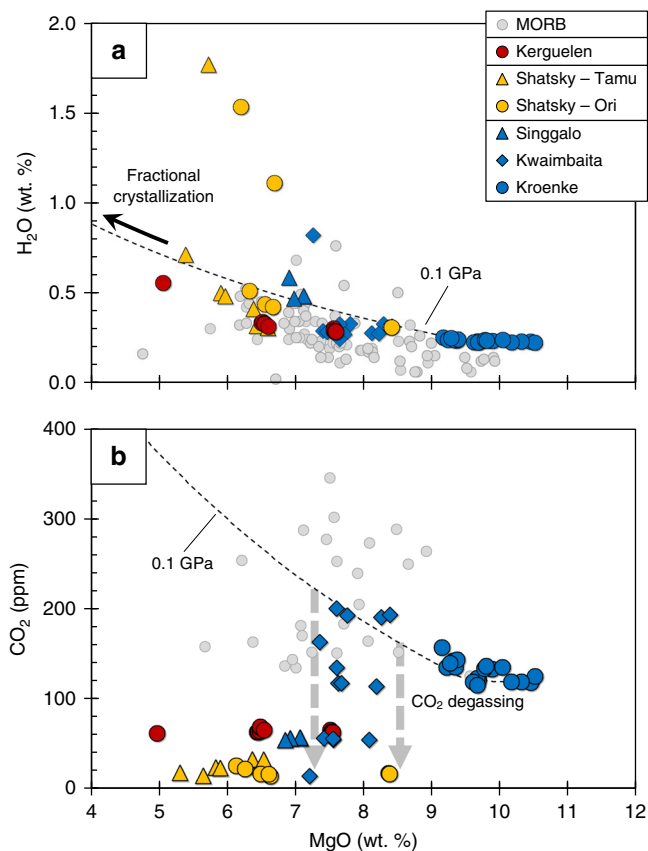 a
2.0
1.5
1.0
0.5
0.0
H₂O (wt. %)
Fractional
crystallization
0.1 GPa
MORB
Kerguelen
Shatsky – Tamu
Shatsky – Ori
Singgalo
Kwaimbaita
Kroenke
b
400
300
200
100
0
CO₂ (ppm)
0.1 GPa
CO₂ degassing
4 5 6 7 8 9 10 11 12
MgO (wt. %)